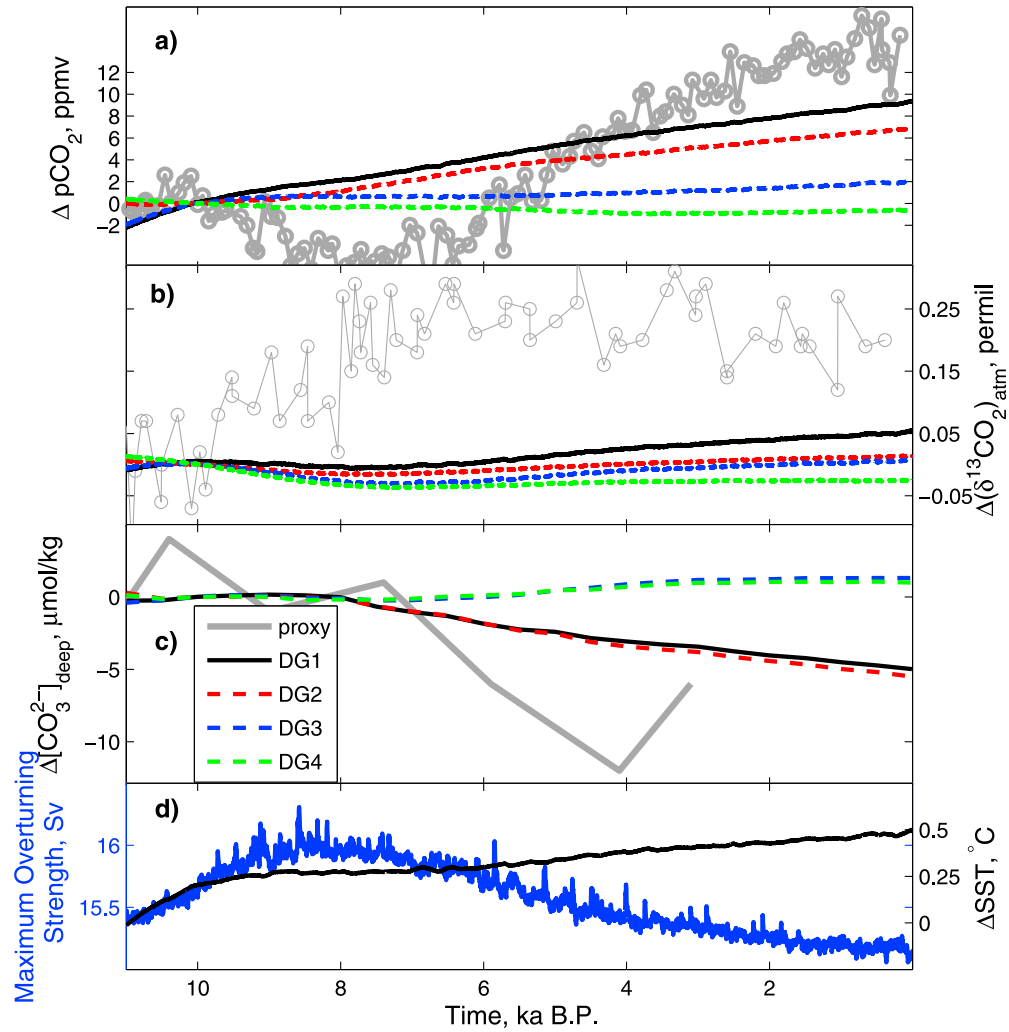 a)
12
10
8
6
4
2
0
−2
Δ pCO2, ppmv
b)
0.25
0.15
0.05
−0.05
Δ(δ13CO2)atm, permil
c)
0
−5
−10
Δ[CO32−]deep, μmol/kg
proxy
DG1
DG2
DG3
DG4
d)
16
15.5
Maximum Overturning
Strength, Sv
0.5
0.25
0
ΔSST, °C
10 8 6 4 2
Time, ka B.P.